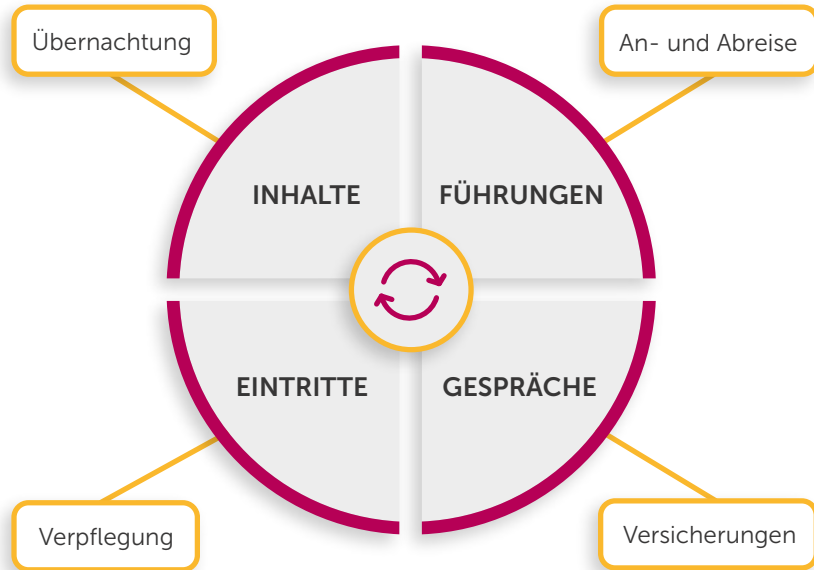 Übernachtung
An- und Abreise
INHALTE
FÜHRUNGEN
EINTRITTE
GESPRÄCHE
Verpflegung
Versicherungen